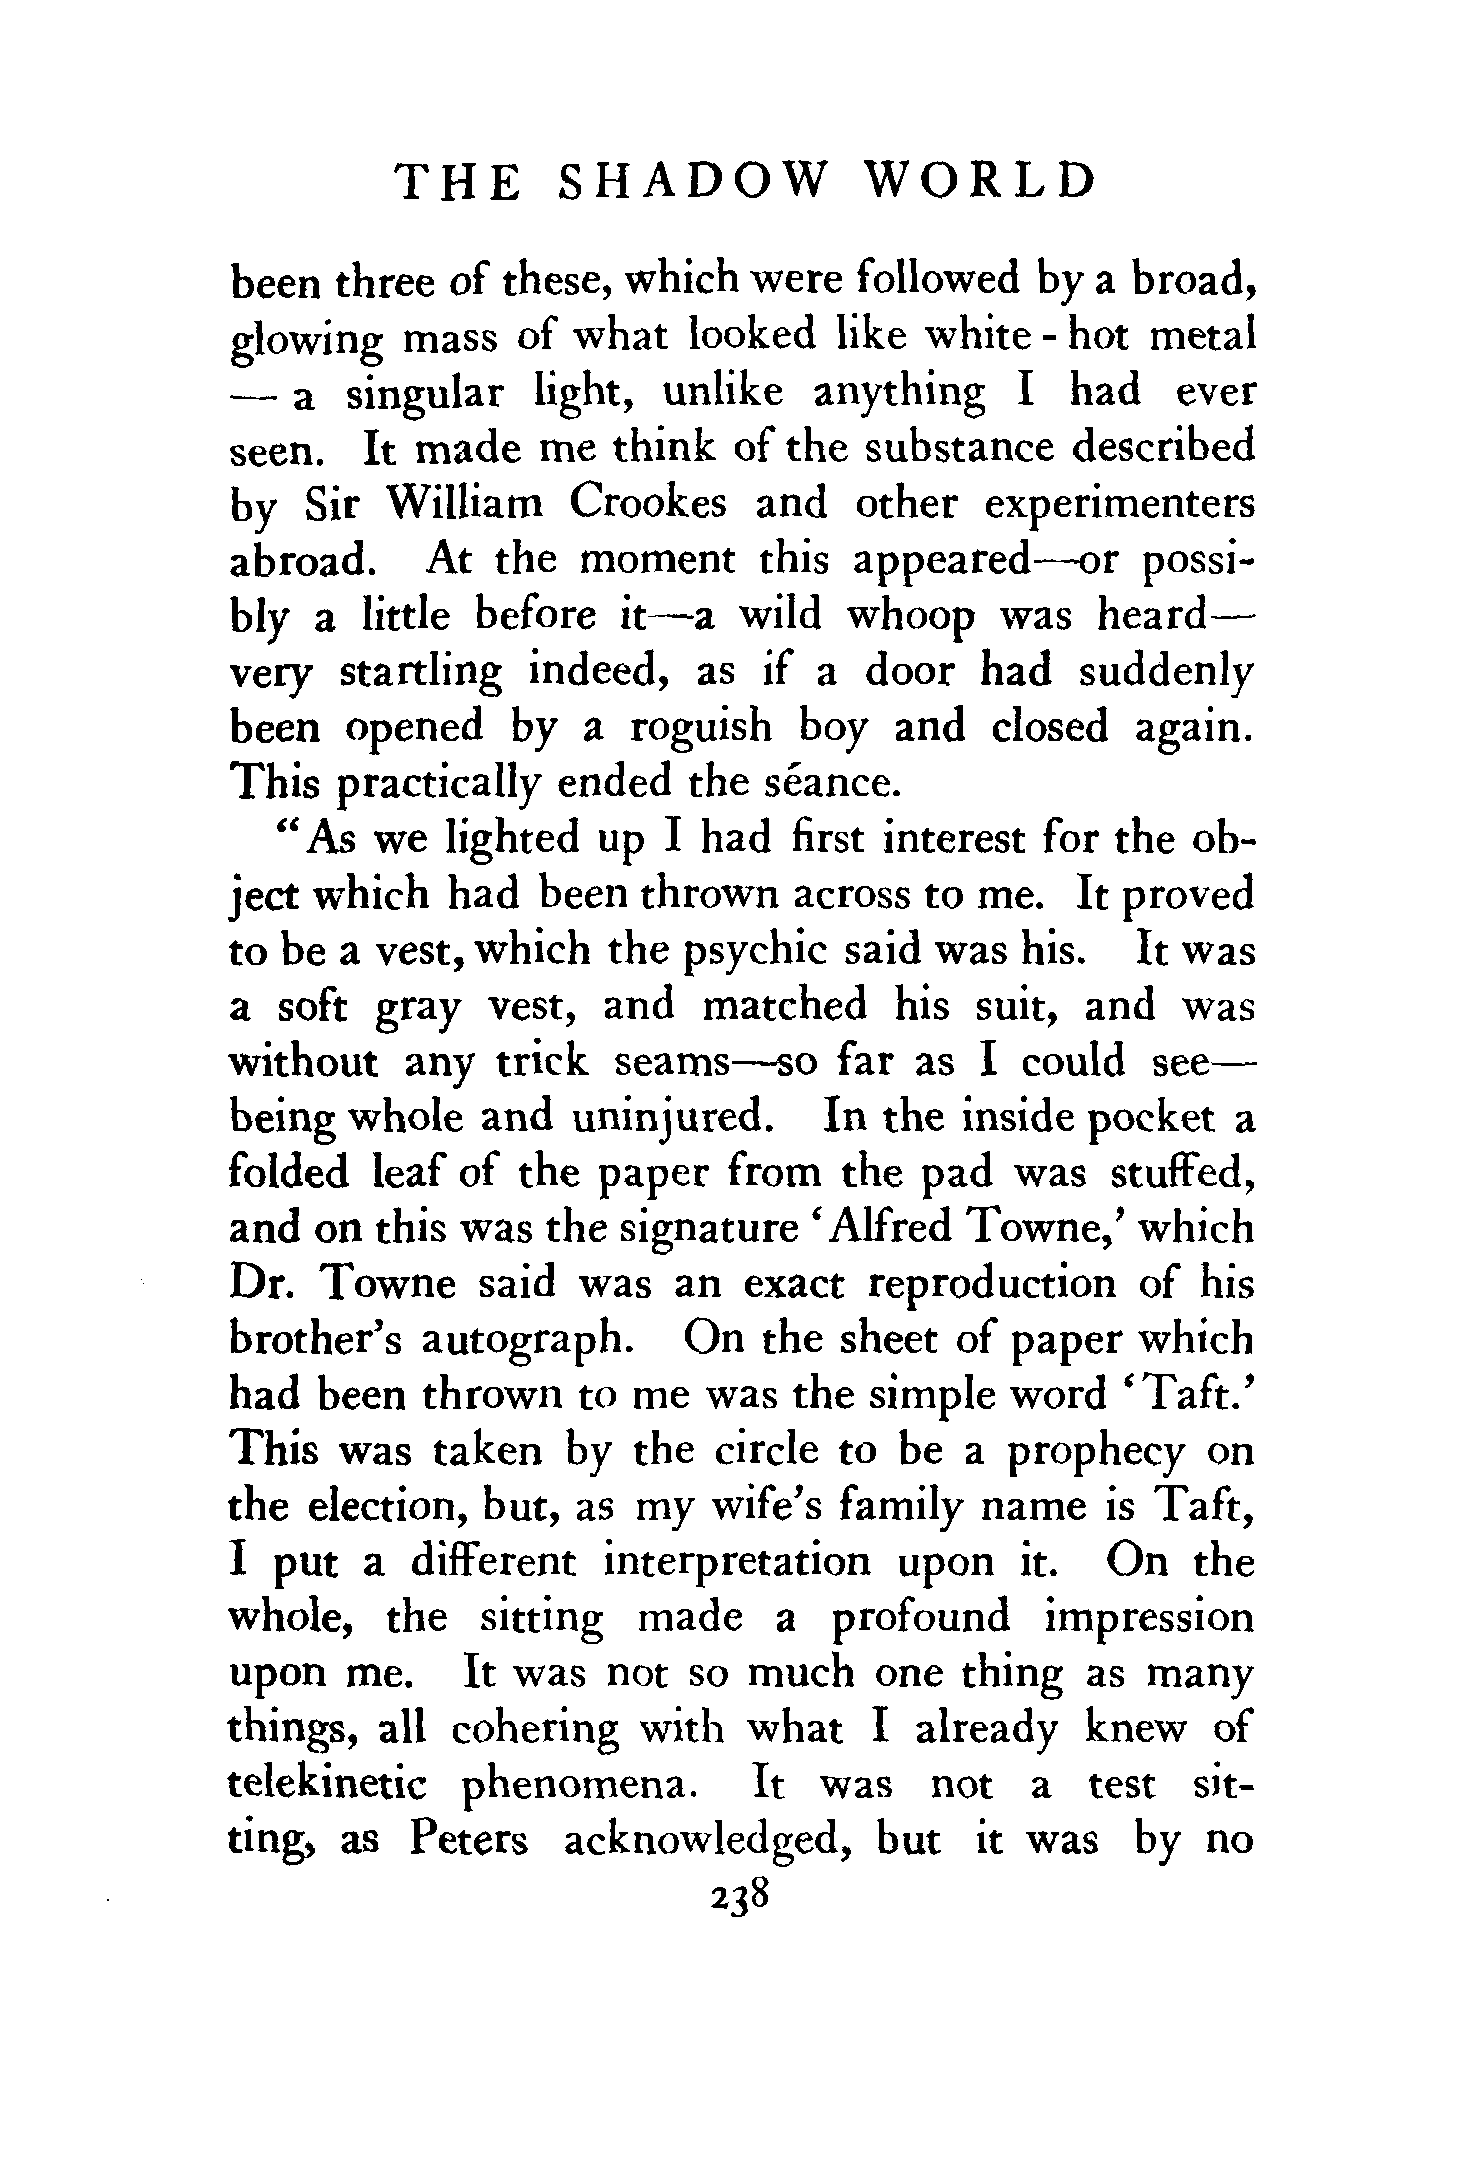 THE SHADOW WORLD
been three of these, which were followed by a broad,
glowing mass of what looked like white-hot metal
— a singular light, unlike anything I had ever
seen. It made me think of the substance described
by Sir William Crookes and other experimenters
abroad. At the moment this appeared—or possi-
bly a little before it—a wild whoop was heard—
very startling indeed, as if a door had suddenly
been opened by a roguish boy and closed again.
This practically ended the séance.
“As we lighted up I had first interest for the ob-
ject which had been thrown across to me. It proved
to be a vest, which the psychic said was his. It was
a soft gray vest, and matched his suit, and was
without any trick seams—so far as I could see—
being whole and uninjured. In the inside pocket a
folded leaf of the paper from the pad was stuffed,
and on this was the signature ‘Alfred Towne,’ which
Dr. Towne said was an exact reproduction of his
brother’s autograph. On the sheet of paper which
had been thrown to me was the simple word ‘Taft.’
This was taken by the circle to be a prophecy on
the election, but, as my wife’s family name is Taft,
I put a different interpretation upon it. On the
whole, the sitting made a profound impression
upon me. It was not so much one thing as many
things, all cohering with what I already knew of
telekinetic phenomena. It was not a test sit-
ting, as Peters acknowledged, but it was by no
238